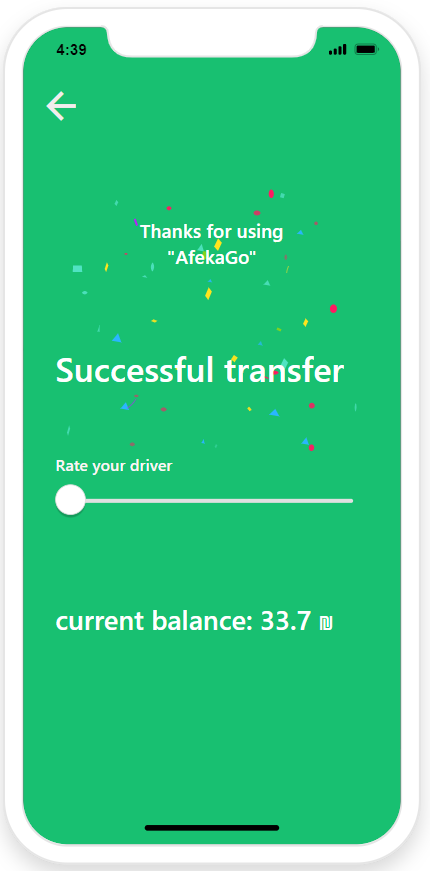 4:39
Thanks for using
"AfekaGo"
Successful transfer
Rate your driver
current balance: 33.7 ₪